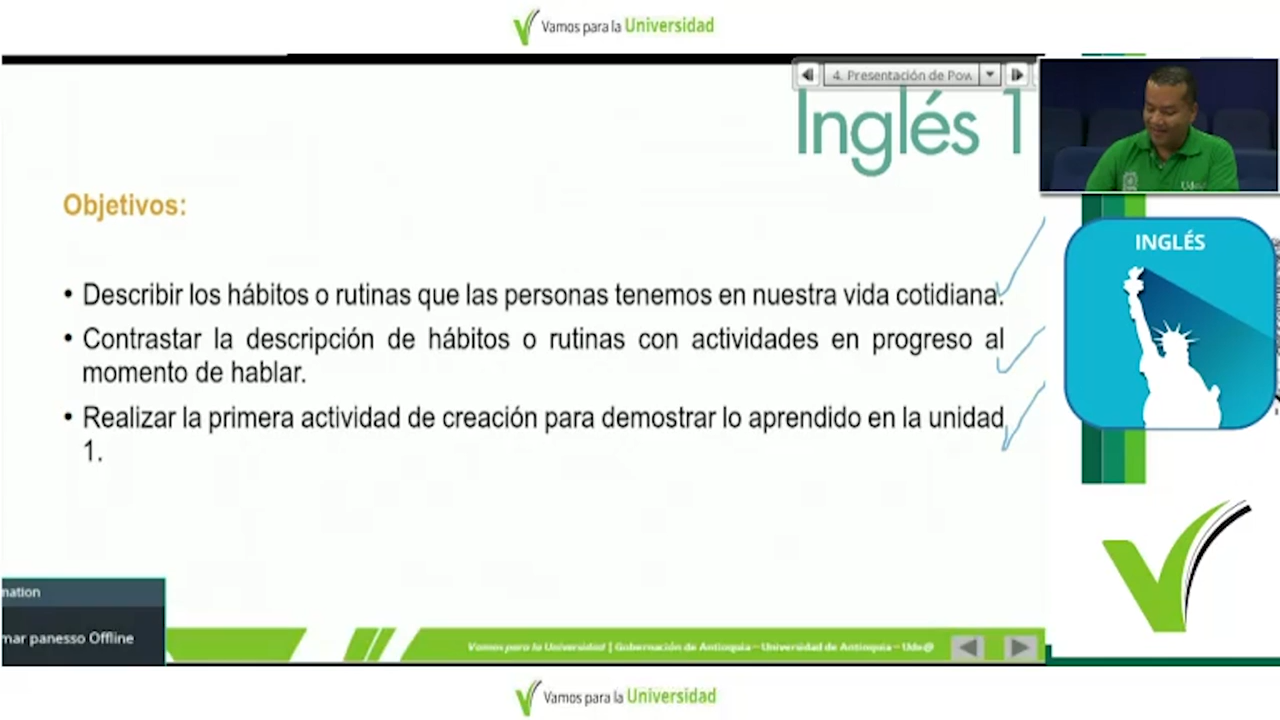 Vamos para la Universidad
4. Presentación de Pow
Inglés 1
Objetivos:
INGLÉS
• Describir los hábitos o rutinas que las personas tenemos en nuestra vida cotidiana.
• Contrastar la descripción de hábitos o rutinas con actividades en progreso al
momento de hablar.
• Realizar la primera actividad de creación para demostrar lo aprendido en la unidad
1.
mation
mar panesso Offline
Vamos para la Universidad | Gobernación de Antioquia – Universidad de Antioquia – Ude@
Vamos para la Universidad